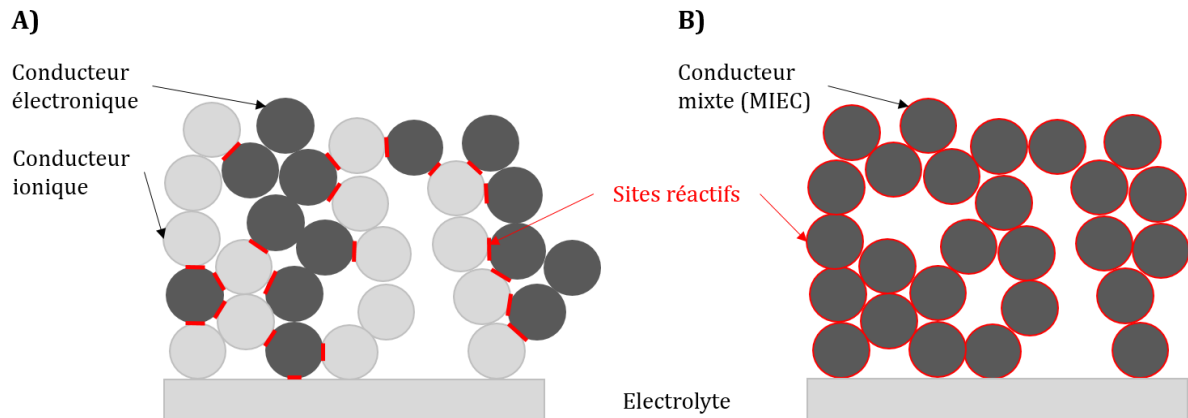 A)
Conducteur
électronique
Conducteur
ionique
Sites réactifs
B)
Conducteur
mixte (MIEC)
Electrolyte